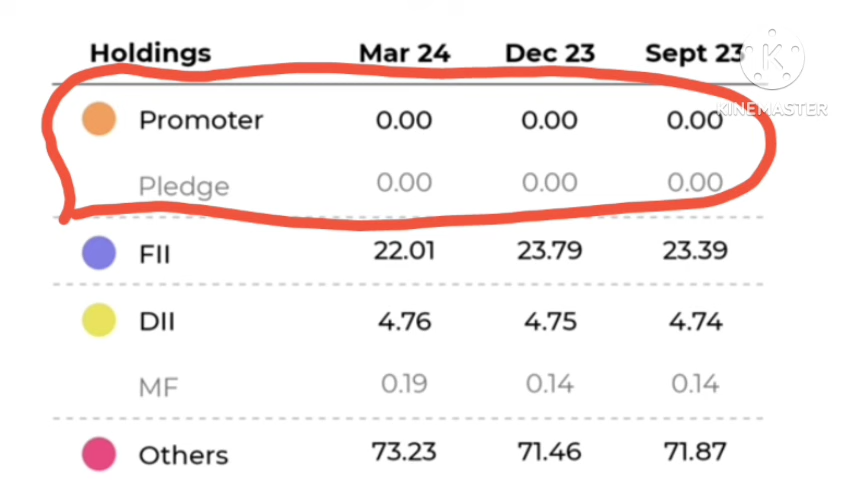 Holdings Mar 24 Dec 23 Sept 23
K
KINEMASTER
Promoter 0.00 0.00 0.00
Pledge 0.00 0.00 0.00
FII 22.01 23.79 23.39
DII 4.76 4.75 4.74
MF 0.19 0.14 0.14
Others 73.23 71.46 71.87